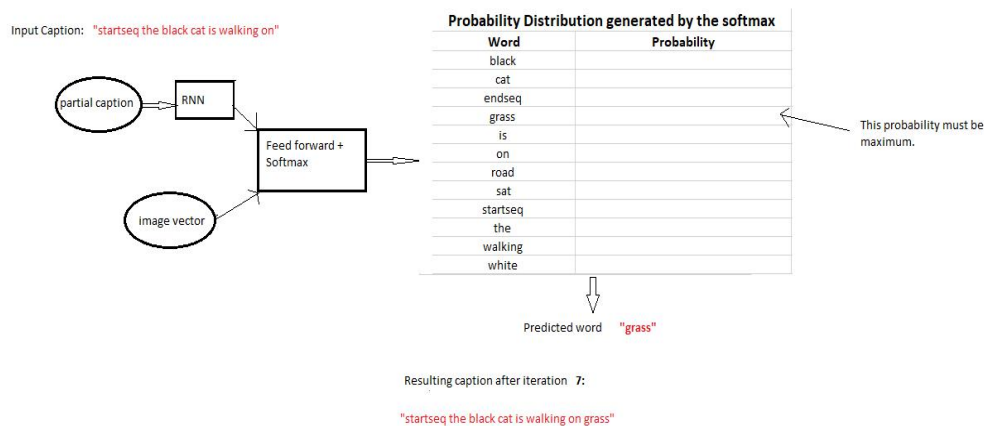 Input Caption: "startseq the black cat is walking on"
partial caption
RNN
Feed forward +
Softmax
image vector
Probability Distribution generated by the softmax
Word Probability
black
cat
endseq
grass
is
on
road
sat
startseq
the
walking
white
This probability must be
maximum.
Predicted word "grass"
Resulting caption after iteration 7:
"startseq the black cat is walking on grass"